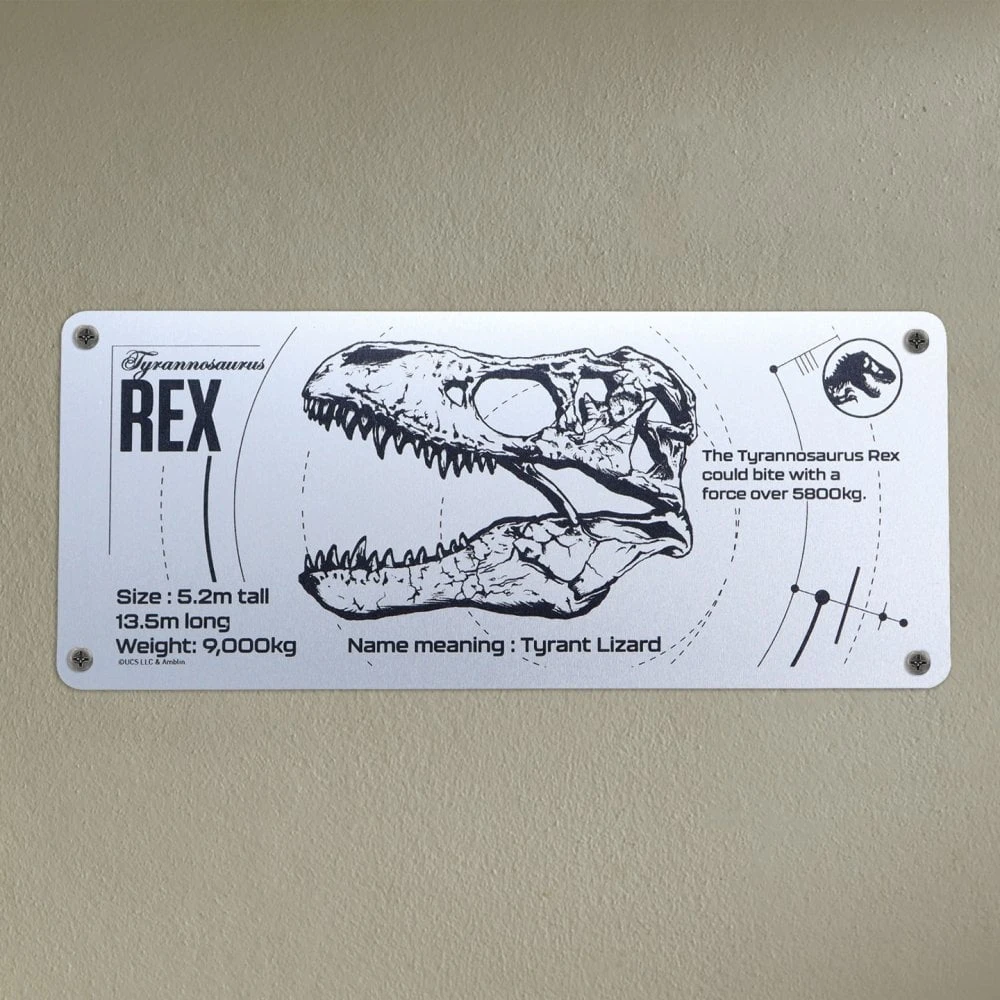 Tyrannosaurus
REX
The Tyrannosaurus Rex
could bite with a
force over 5800kg.
Size : 5.2m tall
13.5m long
Weight: 9,000kg
©UCS LLC & Amblin
Name meaning : Tyrant Lizard